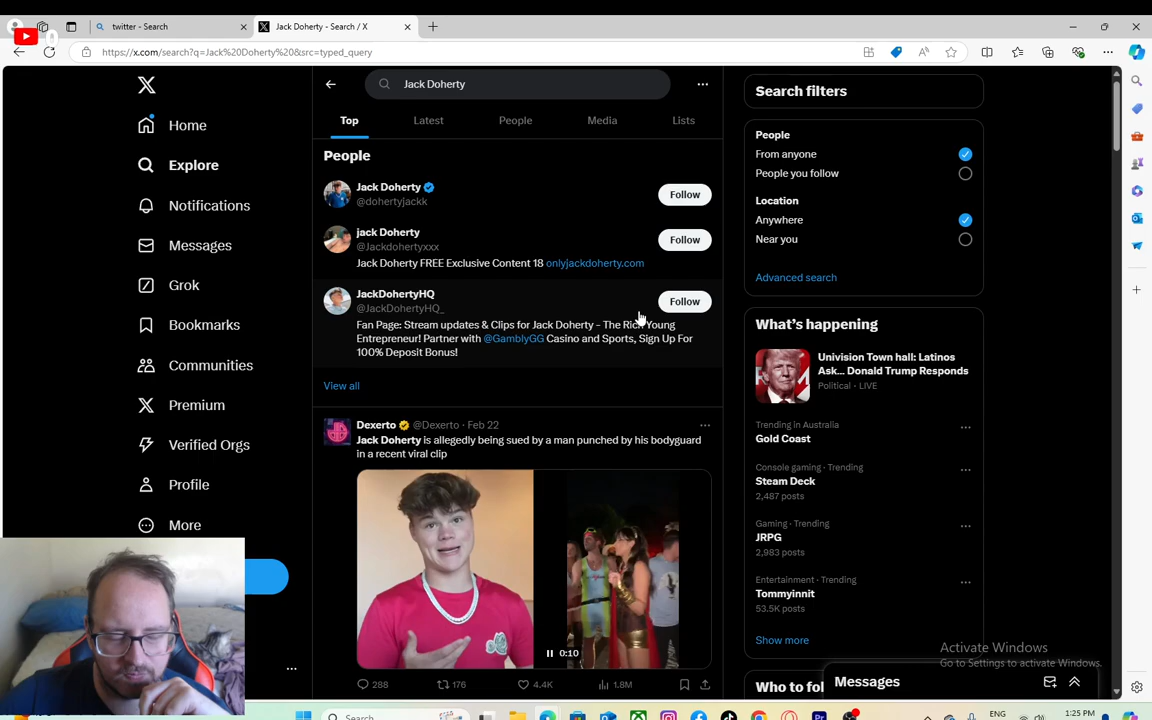 twitter - Search
Jack Doherty - Search / X
https://x.com/search?q=Jack%20Doherty%20&src=typed_query
Jack Doherty
Top Latest People Media Lists
Home
Explore
Notifications
Messages
Grok
Bookmarks
Communities
Premium
Verified Orgs
Profile
More
People
Jack Doherty
@dohertyjackk
Follow
jack Doherty
@Jackdohertyxxx
Follow
Jack Doherty FREE Exclusive Content 18 onlyjackdoherty.com
JackDohertyHQ
@JackDohertyHQ_
Follow
Fan Page: Stream updates & Clips for Jack Doherty - The Rich Young
Entrepreneur! Partner with @GamblyGG Casino and Sports, Sign Up For
100% Deposit Bonus!
View all
Dexerto @Dexerto · Feb 22
Jack Doherty is allegedly being sued by a man punched by his bodyguard
in a recent viral clip
0:10
288 176 4.4K 1.8M
Search filters
People
From anyone
People you follow
Location
Anywhere
Near you
Advanced search
What's happening
Univision Town hall: Latinos
Ask... Donald Trump Responds
Political · LIVE
Trending in Australia
Gold Coast
Console gaming · Trending
Steam Deck
2,487 posts
Gaming · Trending
JRPG
2,983 posts
Entertainment · Trending
Tommyinnit
53.5K posts
Show more
Activate Windows
Go to Settings to activate Windows.
Messages
Who to fol
Search
ENG
1:25 PM